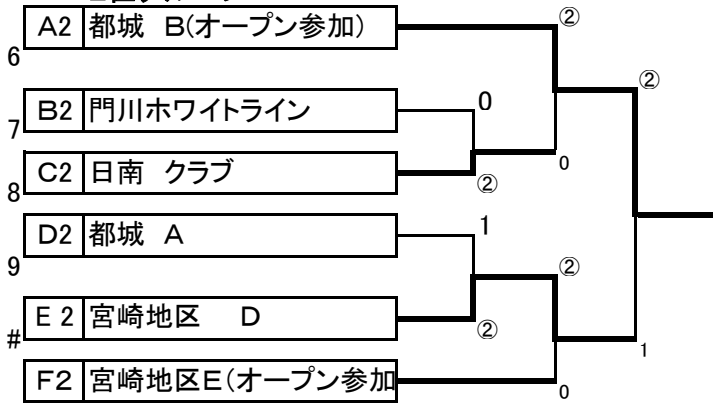 A2 都城 B(オープン参加)
②
6
②
B2 門川ホワイトライン
0
7
C2 日南 クラブ
0
②
8
D2 都城 A
1
9
②
E2 宮崎地区 D
②
#
1
F2 宮崎地区E(オープン参加
0